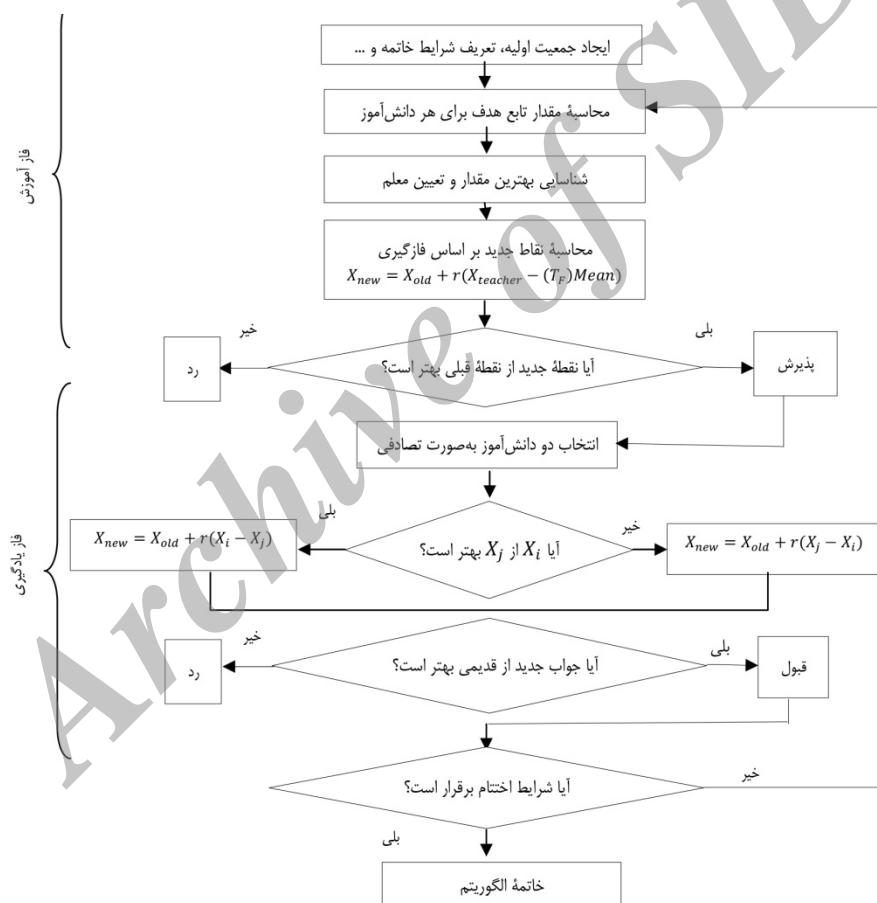 ایجاد جمعیت اولیه، تعریف شرایط خاتمه و ...
محاسبهٔ مقدار تابع هدف برای هر دانش‌آموز
شناسایی بهترین مقدار و تعیین معلم
محاسبهٔ نقاط جدید بر اساس فازگیری
X_new = X_old + r(X_teacher − (T_F)Mean)
فاز آموزش
بلی
خیر
آیا نقطهٔ جدید از نقطهٔ قبلی بهتر است؟
پذیرش
رد
انتخاب دو دانش‌آموز به‌صورت تصادفی
خیر
بلی
آیا X_i از X_j بهتر است؟
X_new = X_old + r(X_j − X_i)
X_new = X_old + r(X_i − X_j)
فاز یادگیری
بلی
خیر
آیا جواب جدید از قدیمی بهتر است؟
قبول
رد
آیا شرایط اختتام برقرار است؟
خیر
بلی
خاتمهٔ الگوریتم
Archive of SID